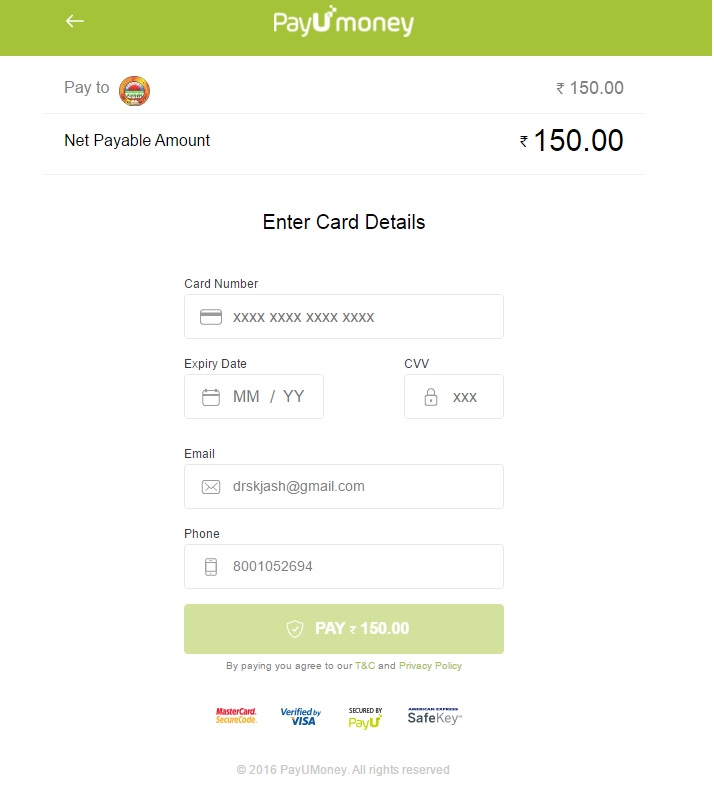 PayUmoney
Pay to ₹ 150.00
Net Payable Amount ₹ 150.00
Enter Card Details
Card Number
xxxx xxxx xxxx xxxx
Expiry Date CVV
MM / YY xxx
Email
drskjash@gmail.com
Phone
8001052694
PAY ₹ 150.00
By paying you agree to our T&C and Privacy Policy
MasterCard. SecureCode. Verified by VISA SECURED BY PayU AMERICAN EXPRESS SafeKey
© 2016 PayUMoney. All rights reserved